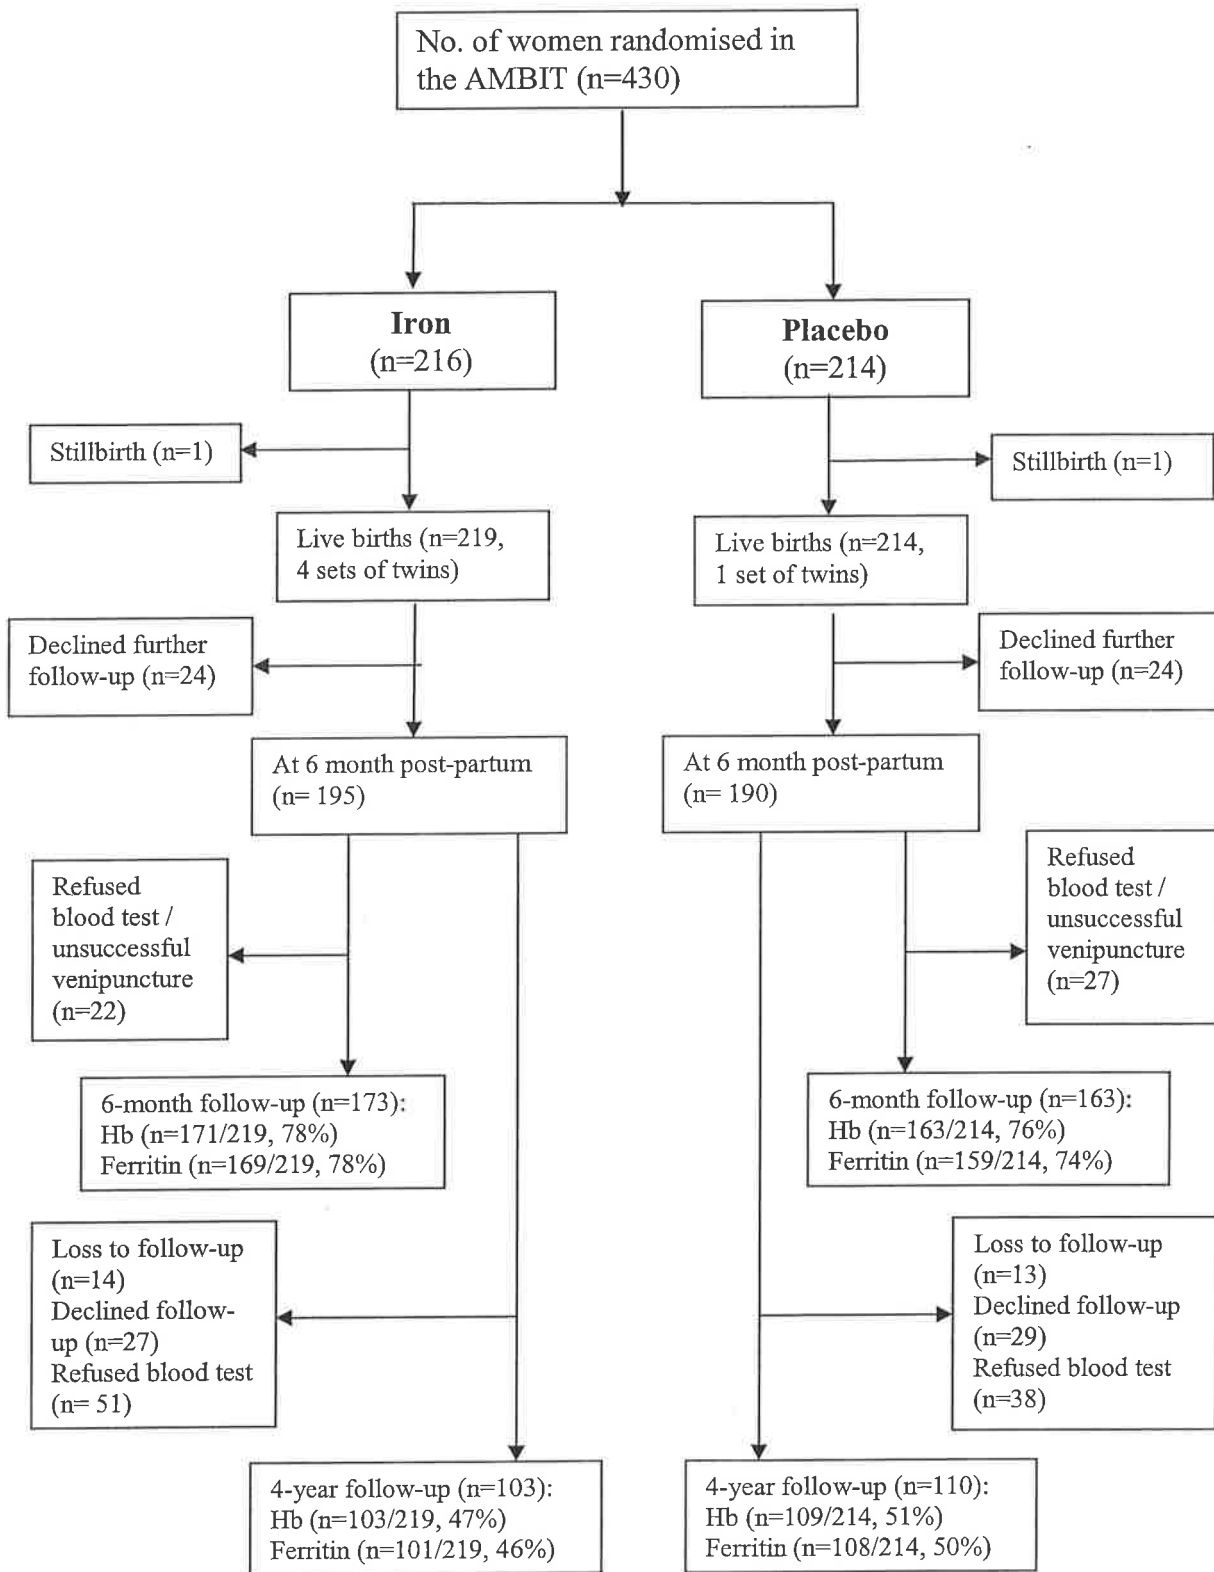 No. of women randomised in
the AMBIT (n=430)
Iron
(n=216)
Placebo
(n=214)
Stillbirth (n=1)
Stillbirth (n=1)
Live births (n=219,
4 sets of twins)
Live births (n=214,
1 set of twins)
Declined further
follow-up (n=24)
Declined further
follow-up (n=24)
At 6 month post-partum
(n= 195)
At 6 month post-partum
(n= 190)
Refused
blood test /
unsuccessful
venipuncture
(n=22)
Refused
blood test /
unsuccessful
venipuncture
(n=27)
6-month follow-up (n=173):
Hb (n=171/219, 78%)
Ferritin (n=169/219, 78%)
6-month follow-up (n=163):
Hb (n=163/214, 76%)
Ferritin (n=159/214, 74%)
Loss to follow-up
(n=14)
Declined follow-
up (n=27)
Refused blood test
(n= 51)
Loss to follow-up
(n=13)
Declined follow-up
(n=29)
Refused blood test
(n=38)
4-year follow-up (n=103):
Hb (n=103/219, 47%)
Ferritin (n=101/219, 46%)
4-year follow-up (n=110):
Hb (n=109/214, 51%)
Ferritin (n=108/214, 50%)